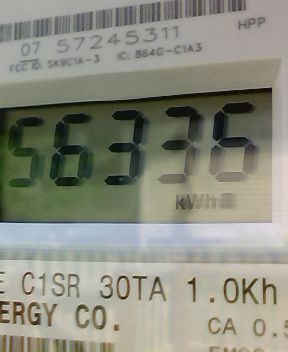 HPP
07 57245311
FCC ID: SK9C1A-3 IC: 864G-C1A3
56336
kWh
C1SR 30TA 1.0Kh
ERGY CO.
CA 0.5